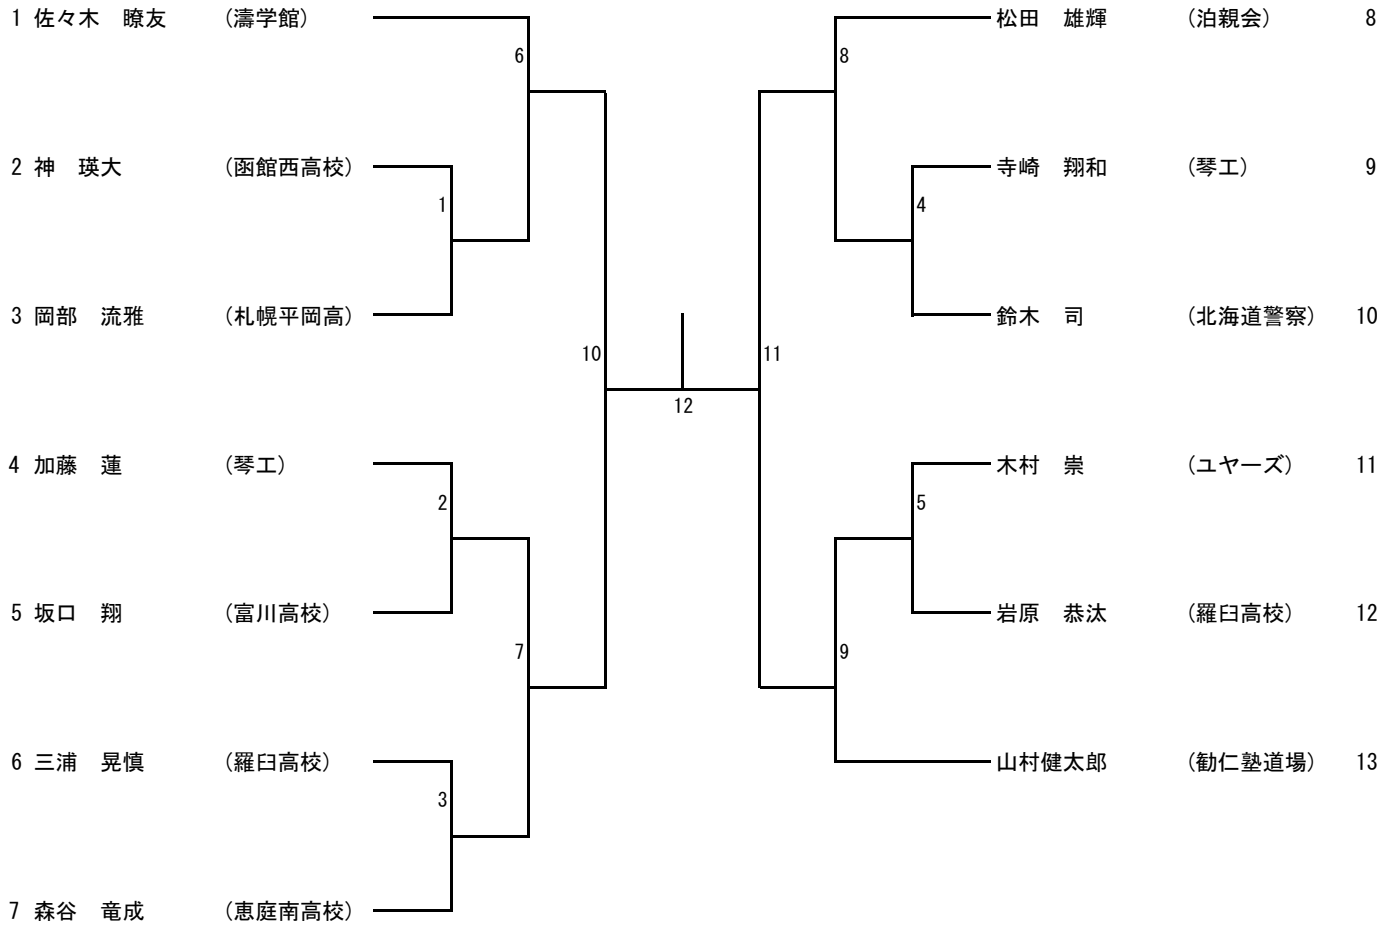 1 佐々木　瞭友 (濤学館) 松田　雄輝 (泊親会) 8
6 8
2 神　瑛大 (函館西高校) 寺崎　翔和 (琴工) 9
1 4
3 岡部　流雅 (札幌平岡高) 鈴木　司 (北海道警察) 10
10 11
12
4 加藤　蓮 (琴工) 木村　崇 (ユヤーズ) 11
2 5
5 坂口　翔 (富川高校) 岩原　恭汰 (羅臼高校) 12
7 9
6 三浦　晃慎 (羅臼高校) 山村健太郎 (勧仁塾道場) 13
3
7 森谷　竜成 (恵庭南高校)